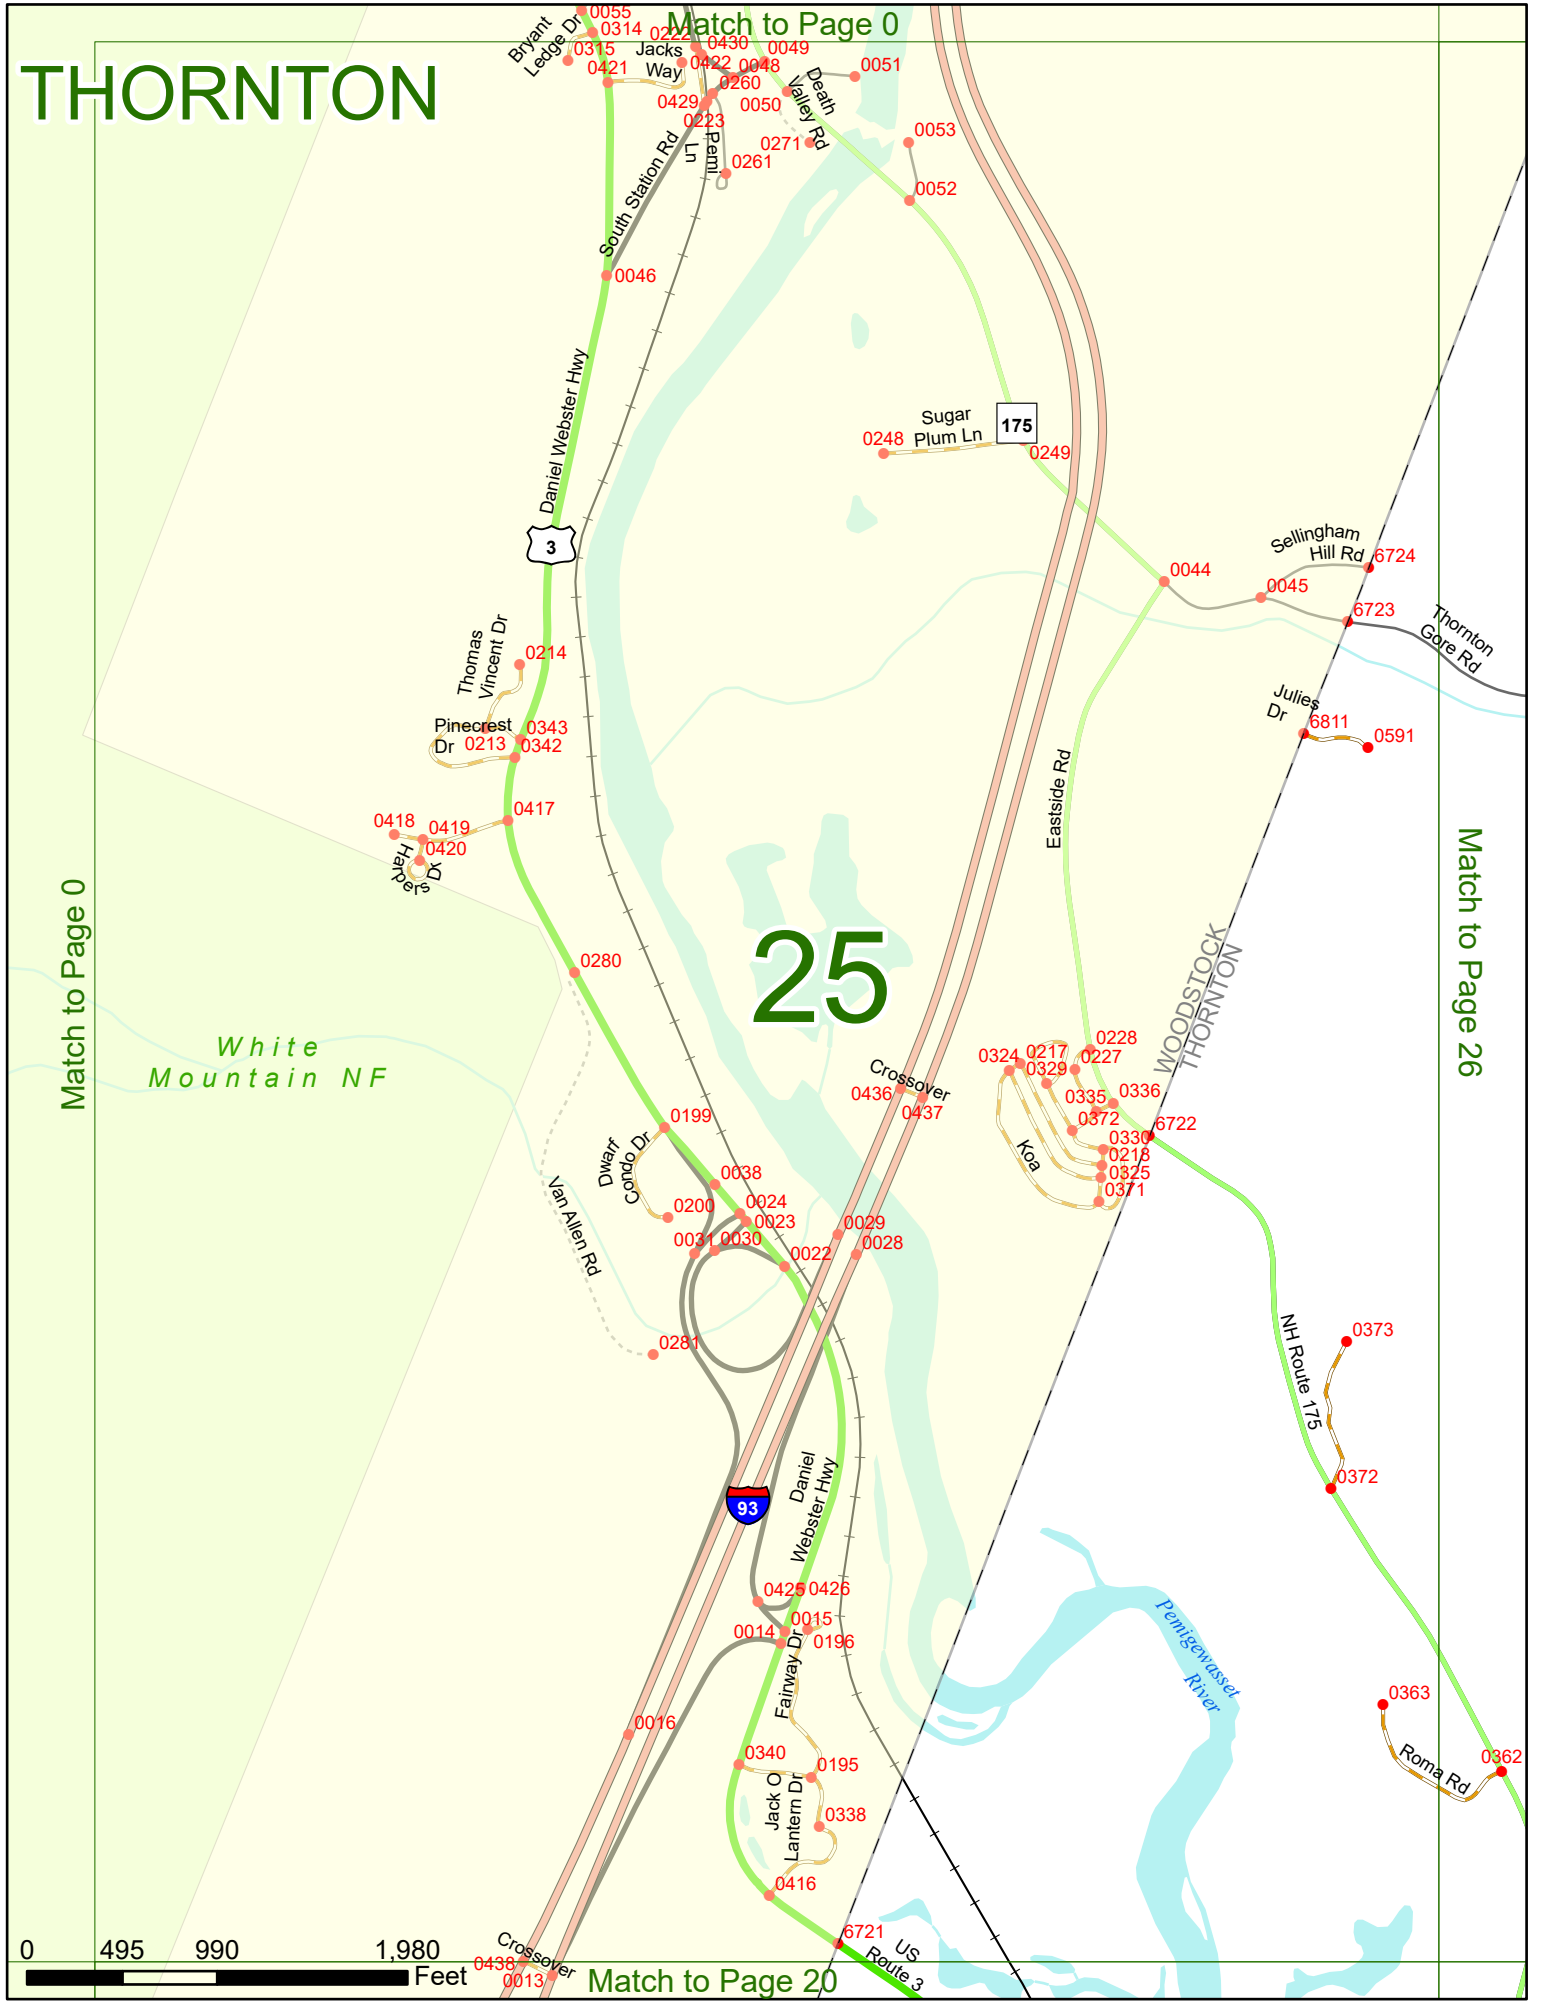 THORNTON
Match to Page 0
0055
0314
Bryant
Ledge Dr
0315
0421
0222
Jacks
Way
0430
0422
0049
0048
0260
0051
Death
Valley Rd
0050
0429
0223
0271
0053
Pemi
Ln
0261
0052
South Station Rd
0046
Daniel Webster Hwy
3
Sugar
Plum Ln
0248
175
0249
Sellingham
Hill Rd
6724
0044
0045
6723
Thornton
Gore Rd
Thomas
Vincent Dr
0214
Julies
Dr
6811
0591
Pinecrest
Dr
0213
0343
0342
Eastside Rd
0417
0418
0419
0420
Harpers
Dr
Match to Page 0
Match to Page 26
25
0280
WOODSTOCK
THORNTON
White
Mountain NF
0228
0227
0324
0217
0329
Crossover
0436
0437
0335
0336
0372
6722
0330
0218
0325
0371
Koa
0199
Dwarf
Condo Dr
0038
0200
0024
0023
0031
0030
0022
0029
0028
Van Allen Rd
0281
0373
NH Route 175
0372
Daniel
Webster Hwy
93
0425
0426
0015
0014
0196
Fairway Dr
Pemigewasset
River
0016
0363
0340
0195
0362
Roma Rd
Jack O
Lantern Dr
0338
0416
6721
US
Route 3
0
495
990
1,980
Feet
Crossover
0438
0013
Match to Page 20